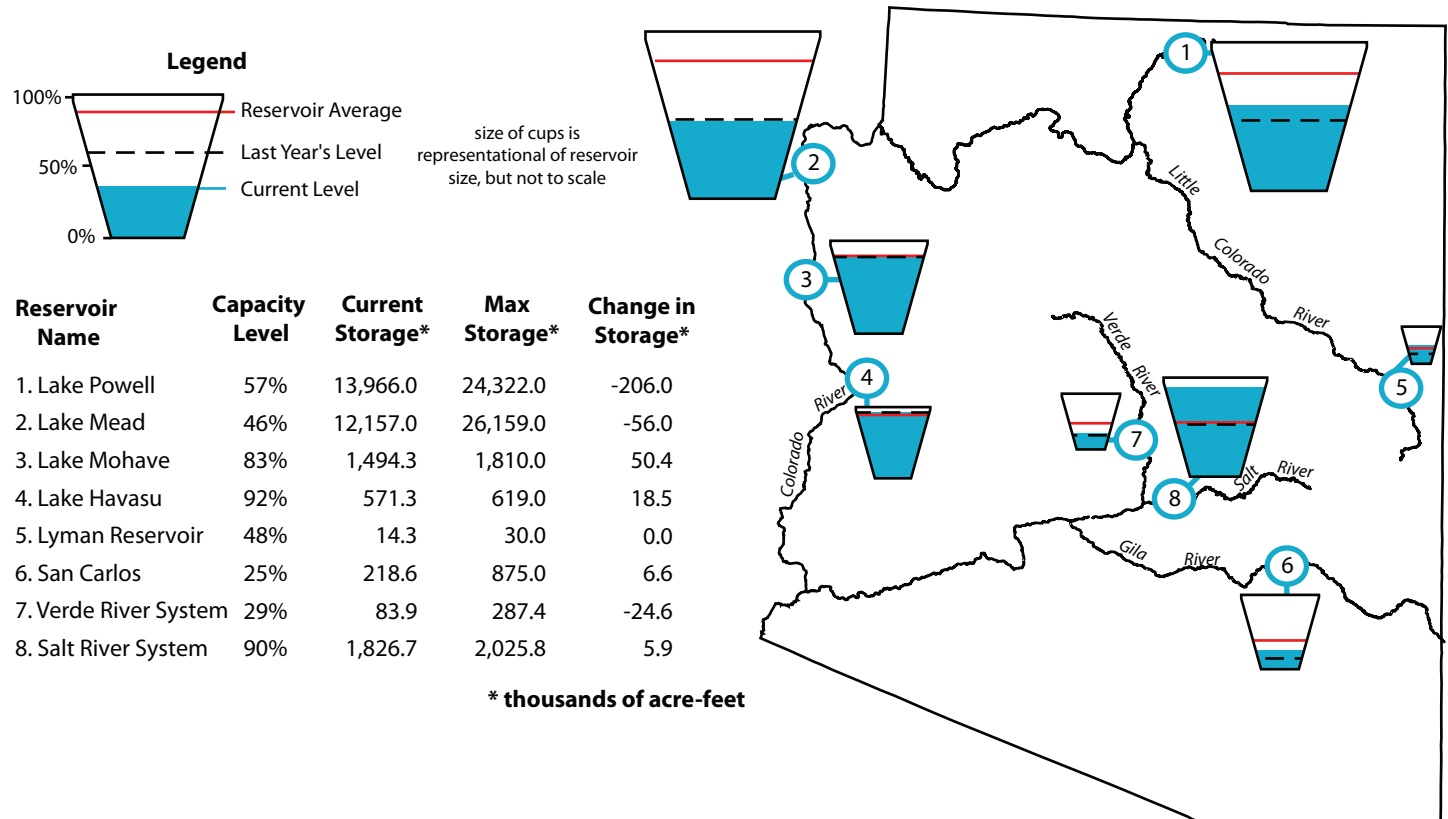 Legend
100%
50%
0%
Reservoir Average
Last Year's Level
Current Level
size of cups is
representational of reservoir
size, but not to scale
Reservoir Name Capacity Level Current Storage* Max Storage* Change in Storage*
1. Lake Powell 57% 13,966.0 24,322.0 -206.0
2. Lake Mead 46% 12,157.0 26,159.0 -56.0
3. Lake Mohave 83% 1,494.3 1,810.0 50.4
4. Lake Havasu 92% 571.3 619.0 18.5
5. Lyman Reservoir 48% 14.3 30.0 0.0
6. San Carlos 25% 218.6 875.0 6.6
7. Verde River System 29% 83.9 287.4 -24.6
8. Salt River System 90% 1,826.7 2,025.8 5.9
* thousands of acre-feet
1
2
3
4
5
6
7
8
Little Colorado River
Verde River
Colorado River
Salt River
Gila River